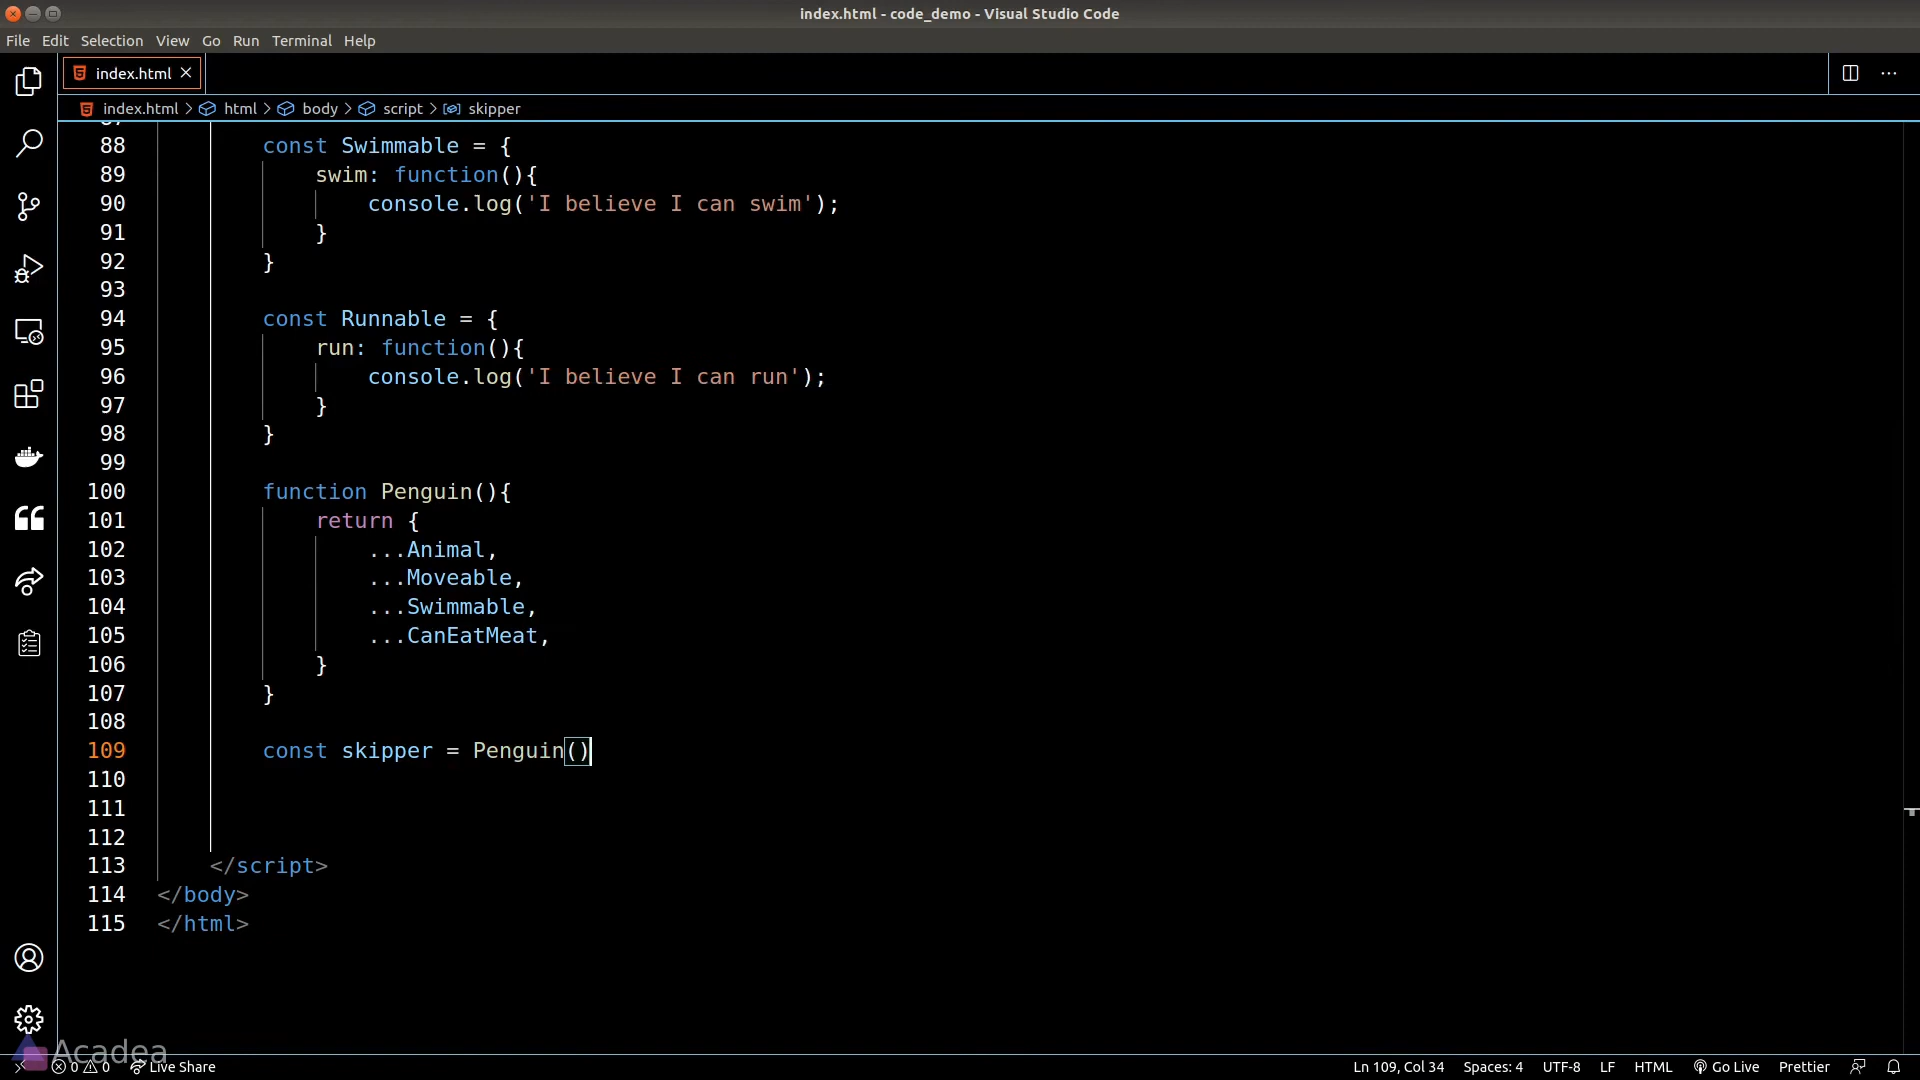 index.html - code_demo - Visual Studio Code
File Edit Selection View Go Run Terminal Help
index.html
index.html > html > body > script > skipper
88 const Swimmable = {
89 swim: function(){
90 console.log('I believe I can swim');
91 }
92 }
93
94 const Runnable = {
95 run: function(){
96 console.log('I believe I can run');
97 }
98 }
99
100 function Penguin(){
101 return {
102 ...Animal,
103 ...Moveable,
104 ...Swimmable,
105 ...CanEatMeat,
106 }
107 }
108
109 const skipper = Penguin()
110
111
112
113 </script>
114 </body>
115 </html>
Acadea
0 0 Live Share Ln 109, Col 34 Spaces: 4 UTF-8 LF HTML Go Live Prettier